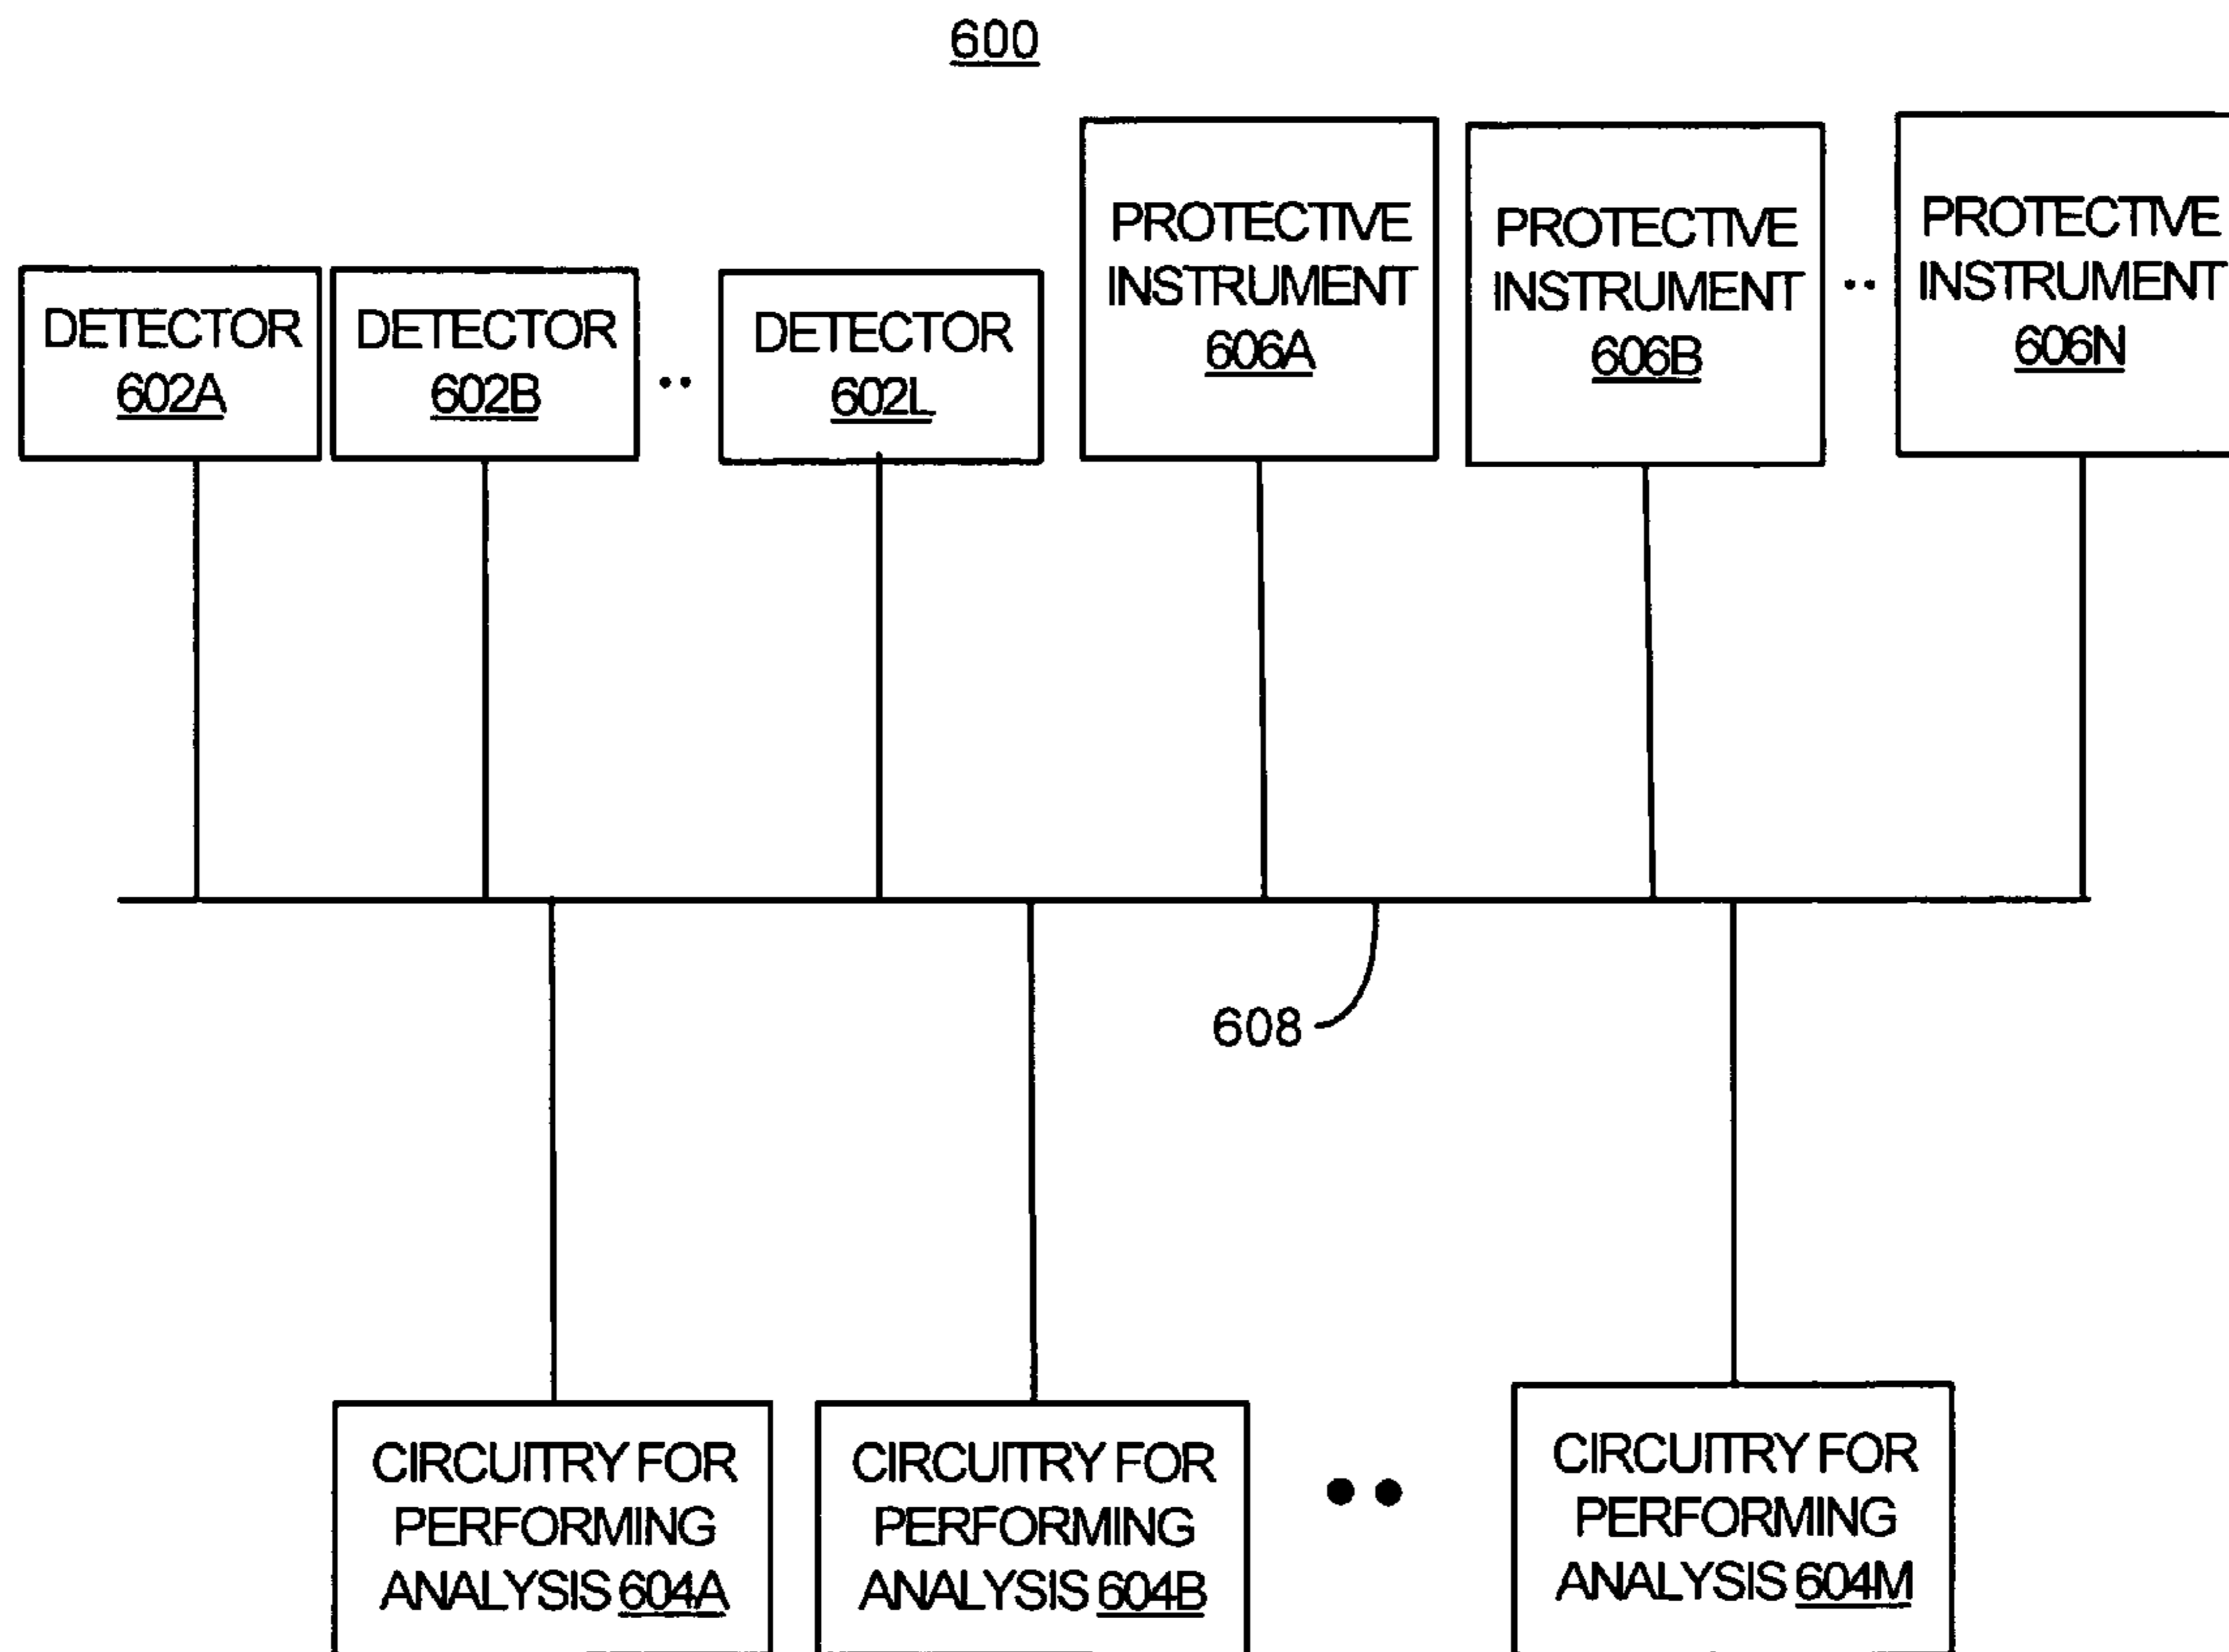 600
DETECTOR
602A
DETECTOR
602B
DETECTOR
602L
PROTECTIVE
INSTRUMENT
606A
PROTECTIVE
INSTRUMENT
606B
PROTECTIVE
INSTRUMENT
606N
608
CIRCUITRY FOR
PERFORMING
ANALYSIS 604A
CIRCUITRY FOR
PERFORMING
ANALYSIS 604B
CIRCUITRY FOR
PERFORMING
ANALYSIS 604M